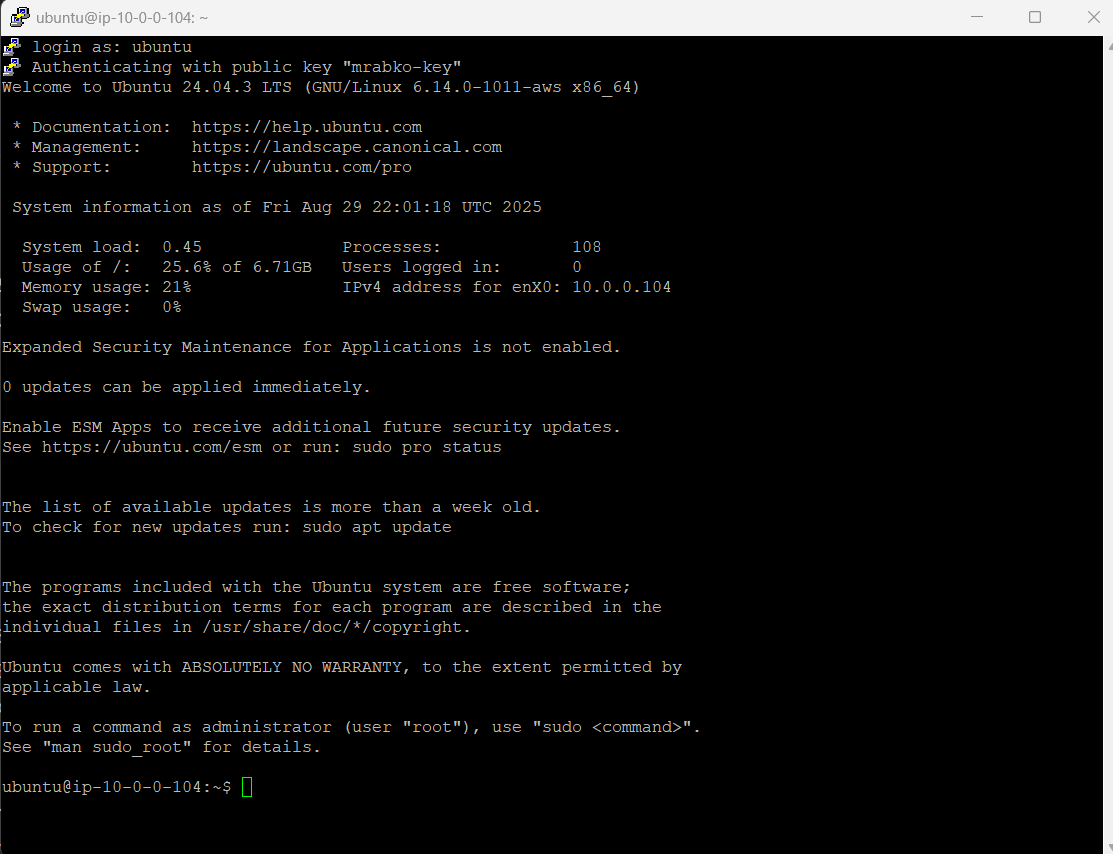 ubuntu@ip-10-0-0-104: ~
login as: ubuntu
Authenticating with public key "mrabko-key"
Welcome to Ubuntu 24.04.3 LTS (GNU/Linux 6.14.0-1011-aws x86_64)

 * Documentation:  https://help.ubuntu.com
 * Management:     https://landscape.canonical.com
 * Support:        https://ubuntu.com/pro

 System information as of Fri Aug 29 22:01:18 UTC 2025

  System load:  0.45              Processes:             108
  Usage of /:   25.6% of 6.71GB   Users logged in:       0
  Memory usage: 21%               IPv4 address for enX0: 10.0.0.104
  Swap usage:   0%

Expanded Security Maintenance for Applications is not enabled.

0 updates can be applied immediately.

Enable ESM Apps to receive additional future security updates.
See https://ubuntu.com/esm or run: sudo pro status


The list of available updates is more than a week old.
To check for new updates run: sudo apt update


The programs included with the Ubuntu system are free software;
the exact distribution terms for each program are described in the
individual files in /usr/share/doc/*/copyright.

Ubuntu comes with ABSOLUTELY NO WARRANTY, to the extent permitted by
applicable law.

To run a command as administrator (user "root"), use "sudo <command>".
See "man sudo_root" for details.

ubuntu@ip-10-0-0-104:~$